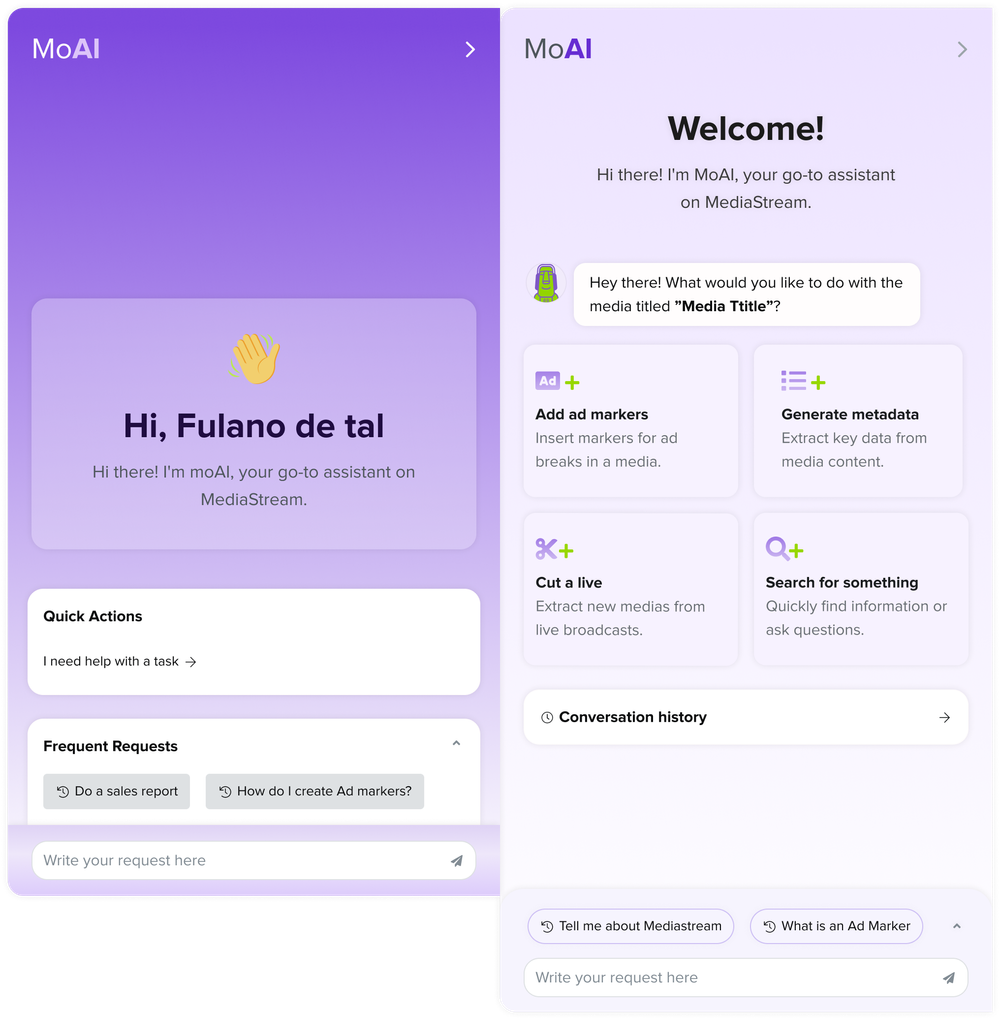 MoAI
Hi, Fulano de tal
Hi there! I'm moAI, your go-to assistant on
MediaStream.
Quick Actions
I need help with a task
Frequent Requests
Do a sales report
How do I create Ad markers?
Write your request here
MoAI
Welcome!
Hi there! I'm MoAI, your go-to assistant
on MediaStream.
Hey there! What would you like to do with the
media titled ”Media Ttitle”?
Ad
Add ad markers
Insert markers for ad
breaks in a media.
Generate metadata
Extract key data from
media content.
Cut a live
Extract new medias from
live broadcasts.
Search for something
Quickly find information or
ask questions.
Conversation history
Tell me about Mediastream
What is an Ad Marker
Write your request here